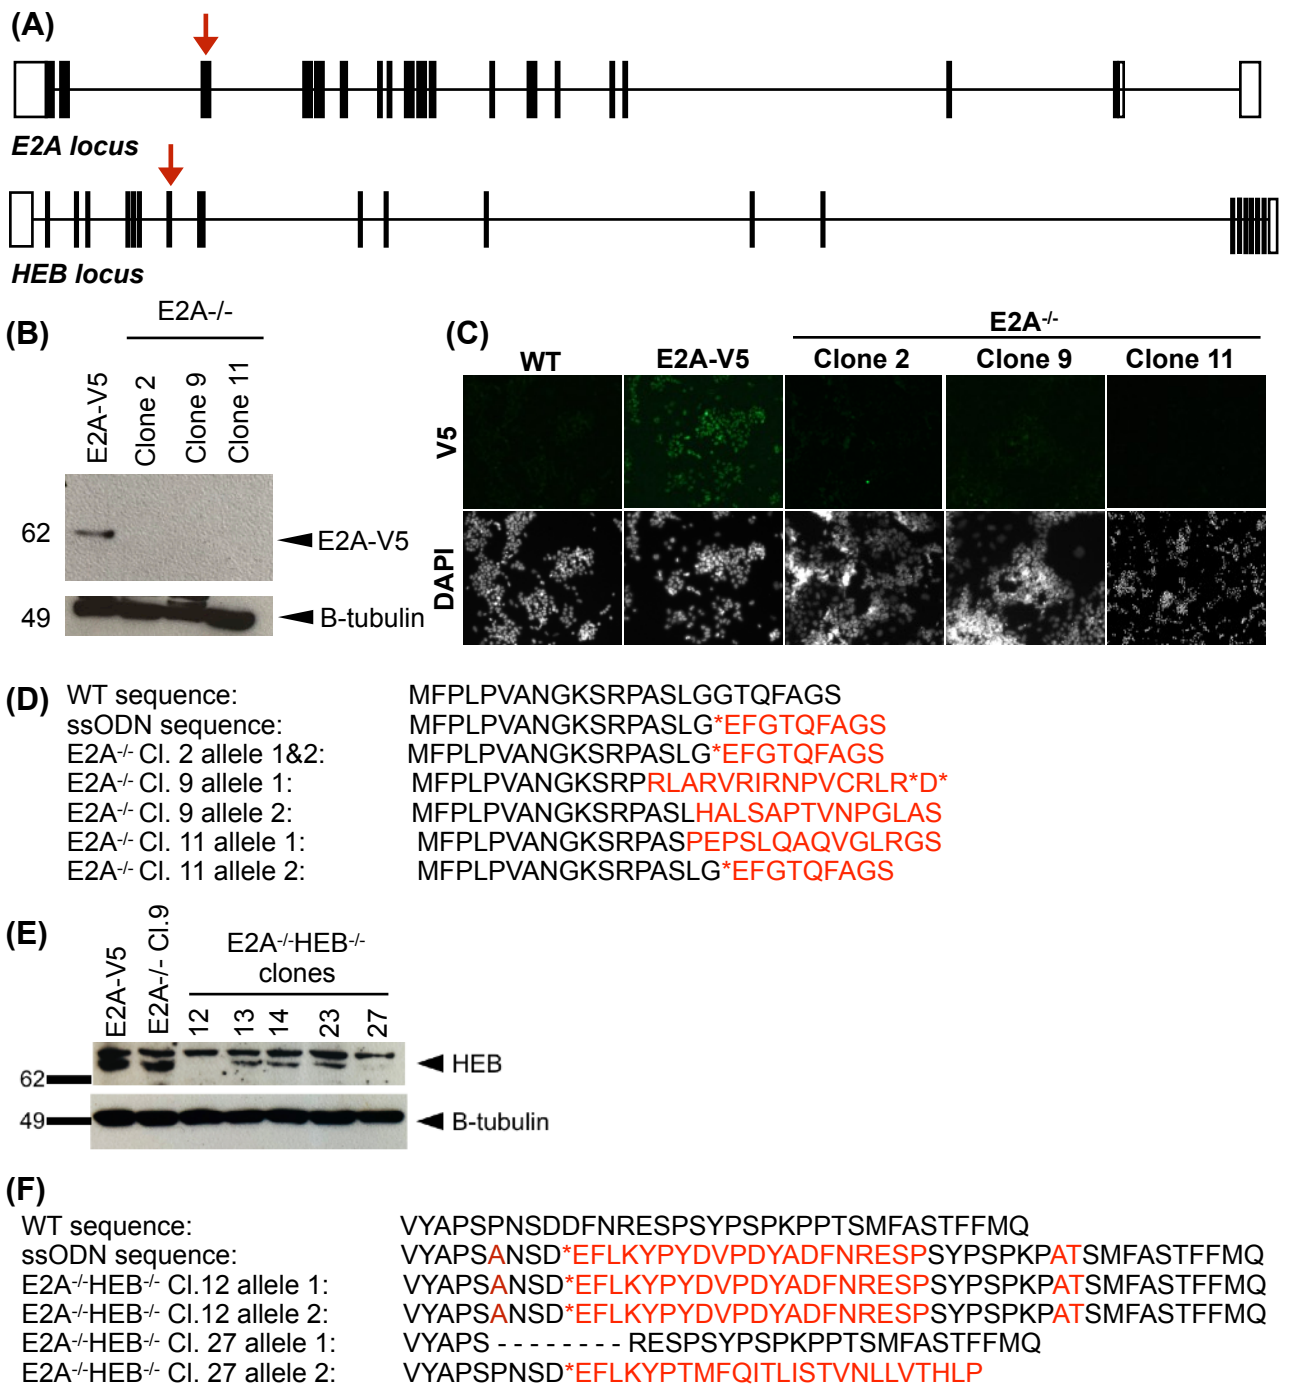 (A)
E2A locus
HEB locus
(B)
E2A-/-
E2A-V5
Clone 2
Clone 9
Clone 11
62
E2A-V5
49
B-tubulin
(C)
E2A-/-
WT
E2A-V5
Clone 2
Clone 9
Clone 11
V5
DAPI
(D)
WT sequence: MFPLPVANGKSRPASLGGTQFAGS
ssODN sequence: MFPLPVANGKSRPASLG*EFGTQFAGS
E2A-/- Cl. 2 allele 1&2: MFPLPVANGKSRPASLG*EFGTQFAGS
E2A-/- Cl. 9 allele 1: MFPLPVANGKSRPRLARVRIRNPVCRLR*D*
E2A-/- Cl. 9 allele 2: MFPLPVANGKSRPASLHALSAPTVNPGLAS
E2A-/- Cl. 11 allele 1: MFPLPVANGKSRPASPEPSLQAQVGLRGS
E2A-/- Cl. 11 allele 2: MFPLPVANGKSRPASLG*EFGTQFAGS
(E)
E2A-V5
E2A-/- Cl.9
E2A-/-HEB-/-
clones
12
13
14
23
27
HEB
62
49
B-tubulin
(F)
WT sequence: VYAPSPNSDDFNRESPSYPSPKPPTSMFASTFFMQ
ssODN sequence: VYAPSANSD*EFLKYPYDVPDYADFNRESPSYPSPKPATSMFASTFFMQ
E2A-/-HEB-/- Cl.12 allele 1: VYAPSANSD*EFLKYPYDVPDYADFNRESPSYPSPKPATSMFASTFFMQ
E2A-/-HEB-/- Cl.12 allele 2: VYAPSANSD*EFLKYPYDVPDYADFNRESPSYPSPKPATSMFASTFFMQ
E2A-/-HEB-/- Cl. 27 allele 1: VYAPS - - - - - - - - RESPSYPSPKPPTSMFASTFFMQ
E2A-/-HEB-/- Cl. 27 allele 2: VYAPSPNSD*EFLKYPTMFQITLISTVNLLVTHLP